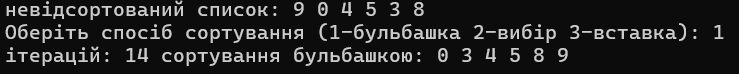 невідсортований список: 9 0 4 5 3 8
Оберіть спосіб сортування (1-бульбашка 2-вибір 3-вставка): 1
ітерацій: 14 сортування бульбашкою: 0 3 4 5 8 9